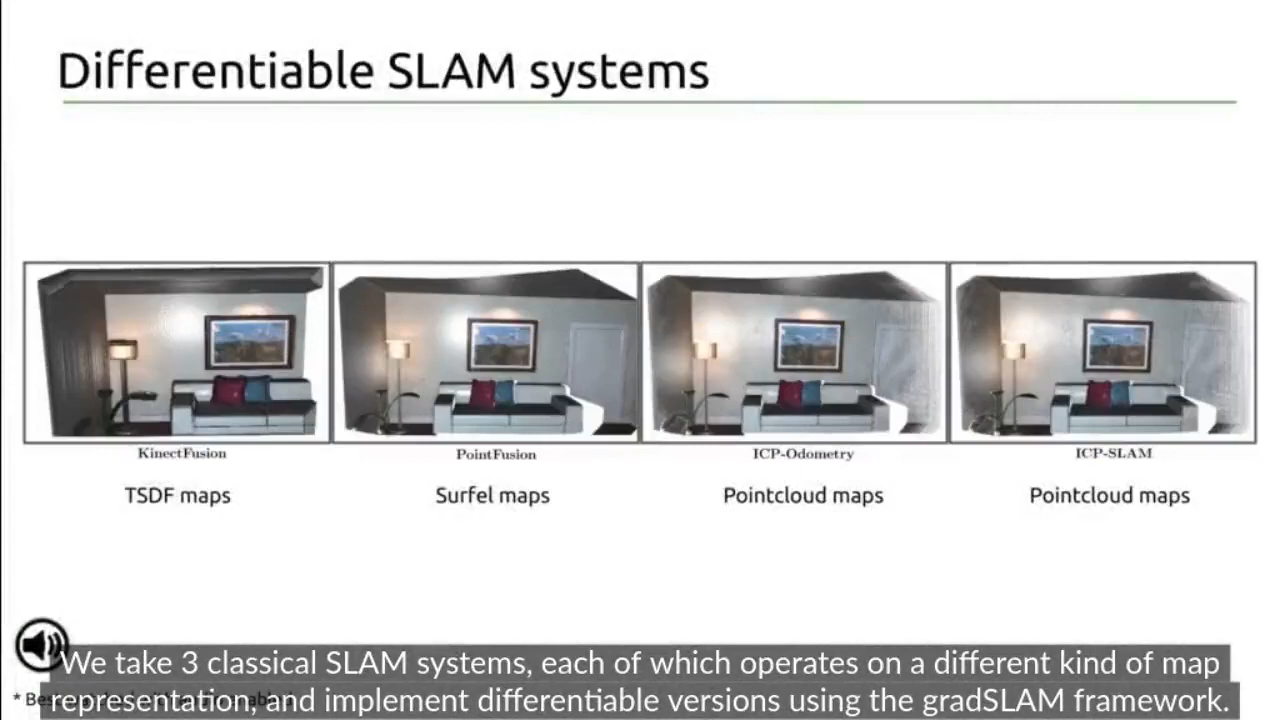 Differentiable SLAM systems
KinectFusion
PointFusion
ICP-Odometry
ICP-SLAM
TSDF maps
Surfel maps
Pointcloud maps
Pointcloud maps
We take 3 classical SLAM systems, each of which operates on a different kind of map
representation, and implement differentiable versions using the gradSLAM framework.